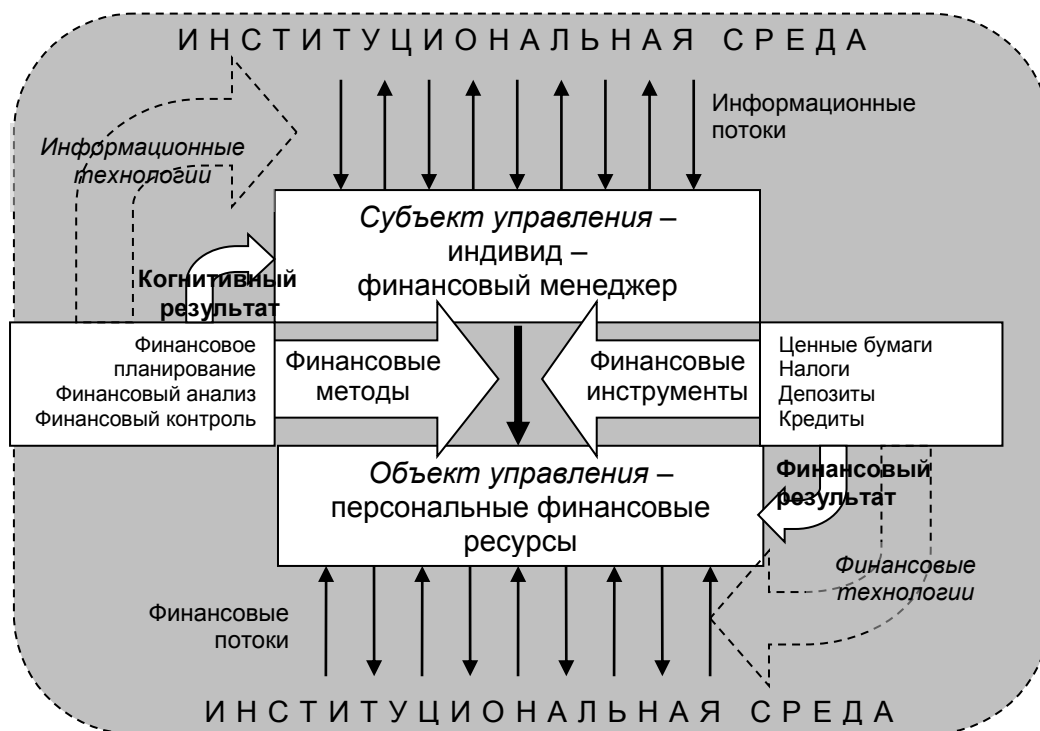 ИНСТИТУЦИОНАЛЬНАЯ СРЕДА
Информационные
потоки
Информационные
технологии
Субъект управления –
индивид –
финансовый менеджер
Когнитивный
результат
Финансовое
планирование
Финансовый анализ
Финансовый контроль
Финансовые
методы
Финансовые
инструменты
Ценные бумаги
Налоги
Депозиты
Кредиты
Объект управления –
персональные финансовые
ресурсы
Финансовый
результат
Финансовые
технологии
Финансовые
потоки
ИНСТИТУЦИОНАЛЬНАЯ СРЕДА